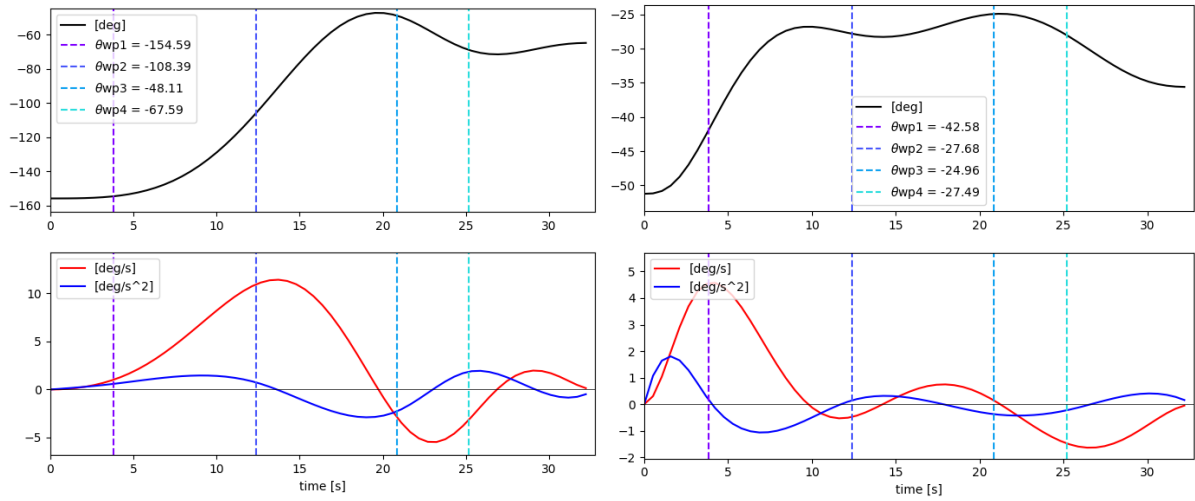 −60
−80
−100
−120
−140
−160
[deg]
θwp1 = -154.59
θwp2 = -108.39
θwp3 = -48.11
θwp4 = -67.59
0 5 10 15 20 25 30
−25
−30
−35
−40
−45
−50
[deg]
θwp1 = -42.58
θwp2 = -27.68
θwp3 = -24.96
θwp4 = -27.49
0 5 10 15 20 25 30
10
5
0
−5
[deg/s]
[deg/s^2]
0 5 10 15 20 25 30
time [s]
5
4
3
2
1
0
−1
−2
[deg/s]
[deg/s^2]
0 5 10 15 20 25 30
time [s]